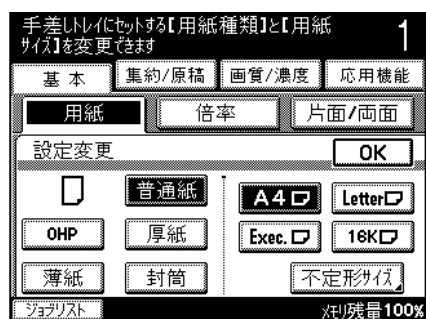 手差しトレイにセットする【用紙種類】と【用紙
サイズ】を変更できます
1
基本 集約/原稿 画質/濃度 応用機能
用紙 倍率 片面/両面
設定変更 OK
普通紙 A4 Letter
OHP 厚紙 Exec. 16K
薄紙 封筒 不定形サイズ
ジョブリスト メモリ残量100%